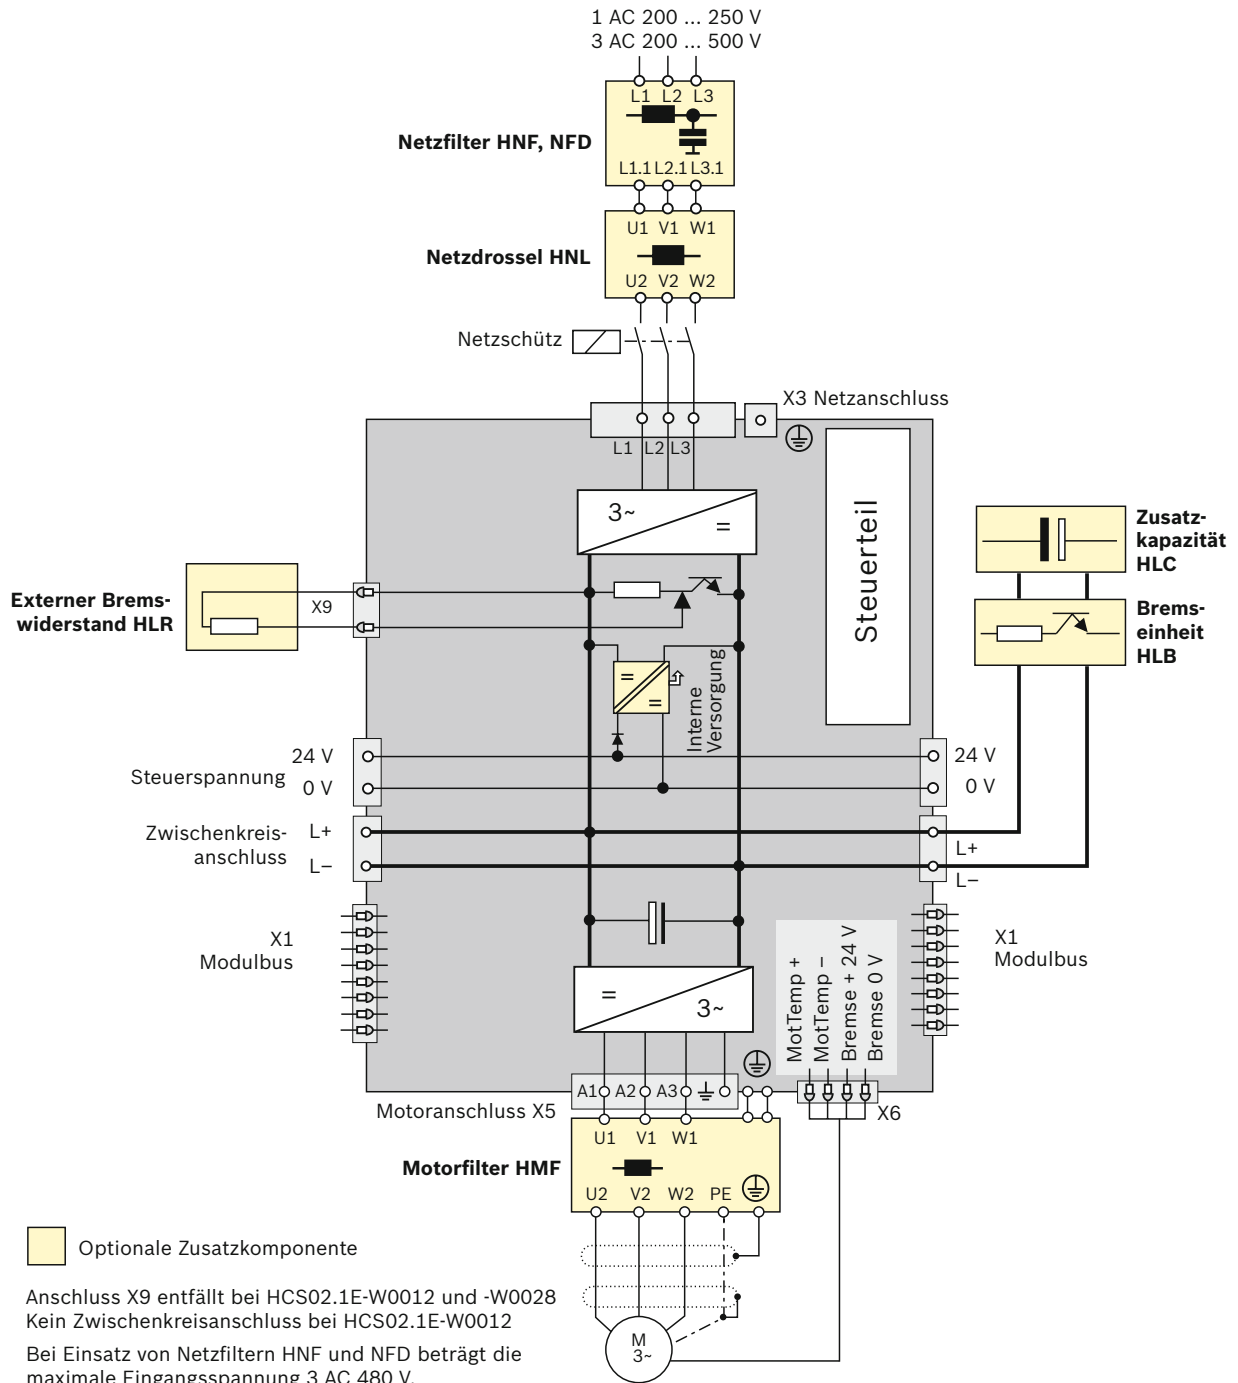 1 AC 200 ... 250 V
3 AC 200 ... 500 V
L1 L2 L3
Netzfilter HNF, NFD
L1.1 L2.1 L3.1
U1 V1 W1
Netzdrossel HNL
U2 V2 W2
Netzschütz
X3 Netzanschluss
L1 L2 L3
3~
=
Steuerteil
Zusatz-
kapazität
HLC
Externer Brems-
widerstand HLR
X9
Brems-
einheit
HLB
=
=
Interne
Versorgung
Steuerspannung
24 V
0 V
24 V
0 V
Zwischenkreis-
anschluss
L+
L–
L+
L–
X1
Modulbus
X1
Modulbus
MotTemp +
MotTemp –
Bremse + 24 V
Bremse 0 V
=
3~
A1 A2 A3
Motoranschluss X5
X6
U1 V1 W1
Motorfilter HMF
U2 V2 W2 PE
M
3~
Optionale Zusatzkomponente
Anschluss X9 entfällt bei HCS02.1E-W0012 und -W0028
Kein Zwischenkreisanschluss bei HCS02.1E-W0012
Bei Einsatz von Netzfiltern HNF und NFD beträgt die
maximale Eingangsspannung 3 AC 480 V.